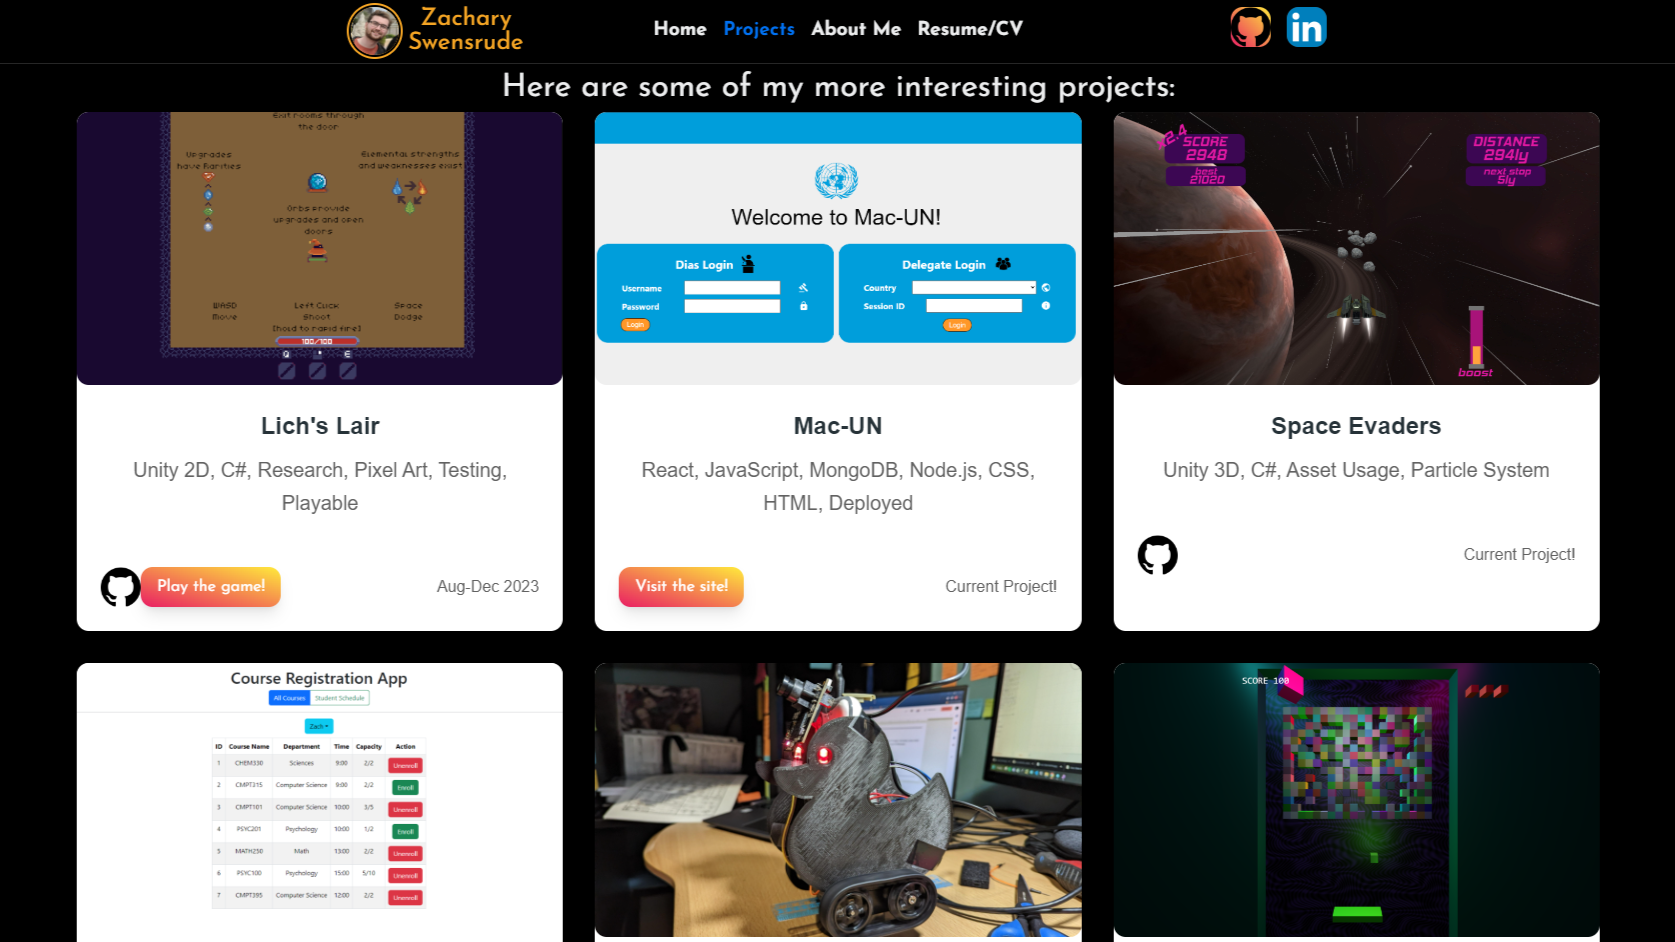 Zachary
Swensrude
Home Projects About Me Resume/CV
Here are some of my more interesting projects:
Exit rooms through
the door
Upgrades
have Rarities
Elemental strengths
and weaknesses exist
Orbs provide
upgrades and open
doors
WASD
Move
Left Click
Shoot
(hold to rapid fire)
Space
Dodge
100/100
Q
E
Lich's Lair
Unity 2D, C#, Research, Pixel Art, Testing,
Playable
Play the game!
Aug-Dec 2023
Welcome to Mac-UN!
Dias Login
Username
Password
Login
Delegate Login
Country
Session ID
Login
Mac-UN
React, JavaScript, MongoDB, Node.js, CSS,
HTML, Deployed
Visit the site!
Current Project!
x2.4
SCORE
2948
best
21020
DISTANCE
294ly
next stop
5ly
boost
Space Evaders
Unity 3D, C#, Asset Usage, Particle System
Current Project!
Course Registration App
All Courses Student Schedule
Zach
ID Course Name Department Time Capacity Action
1 CHEM330 Sciences 9:00 2/2 Unenroll
2 CMPT315 Computer Science 9:00 2/2 Enroll
3 CMPT101 Computer Science 10:00 3/5 Unenroll
4 PSYC201 Psychology 10:00 1/2 Enroll
5 MATH250 Math 13:00 2/2 Unenroll
6 PSYC100 Psychology 15:00 5/10 Unenroll
7 CMPT395 Computer Science 12:00 2/2 Unenroll
SCORE 100